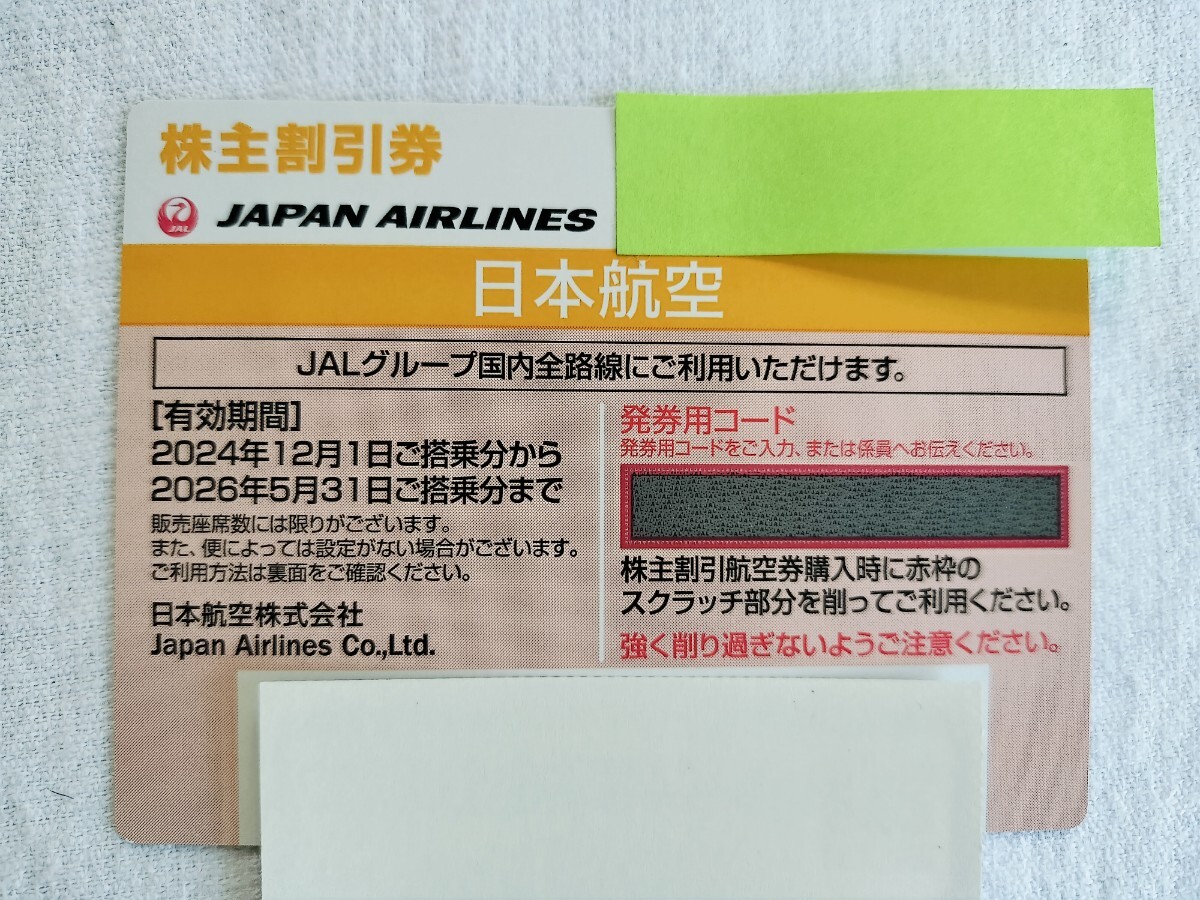 株主割引券
JAL
JAPAN AIRLINES
日本航空
JALグループ国内全路線にご利用いただけます。
[有効期間]
2024年12月1日ご搭乗分から
2026年5月31日ご搭乗分まで
販売座席数には限りがございます。
また、便によっては設定がない場合がございます。
ご利用方法は裏面をご確認ください。
日本航空株式会社
Japan Airlines Co.,Ltd.
発券用コード
発券用コードをご入力、または係員へお伝えください。
株主割引航空券購入時に赤枠の
スクラッチ部分を削ってご利用ください。
強く削り過ぎないようご注意ください。